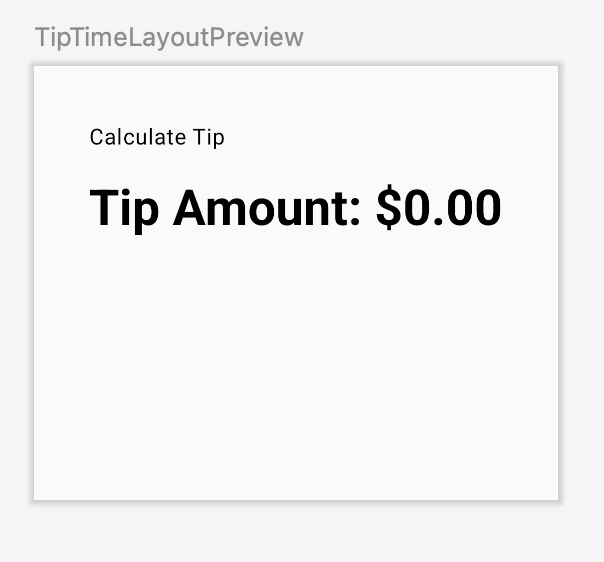 TipTimeLayoutPreview
Calculate Tip
Tip Amount: $0.00